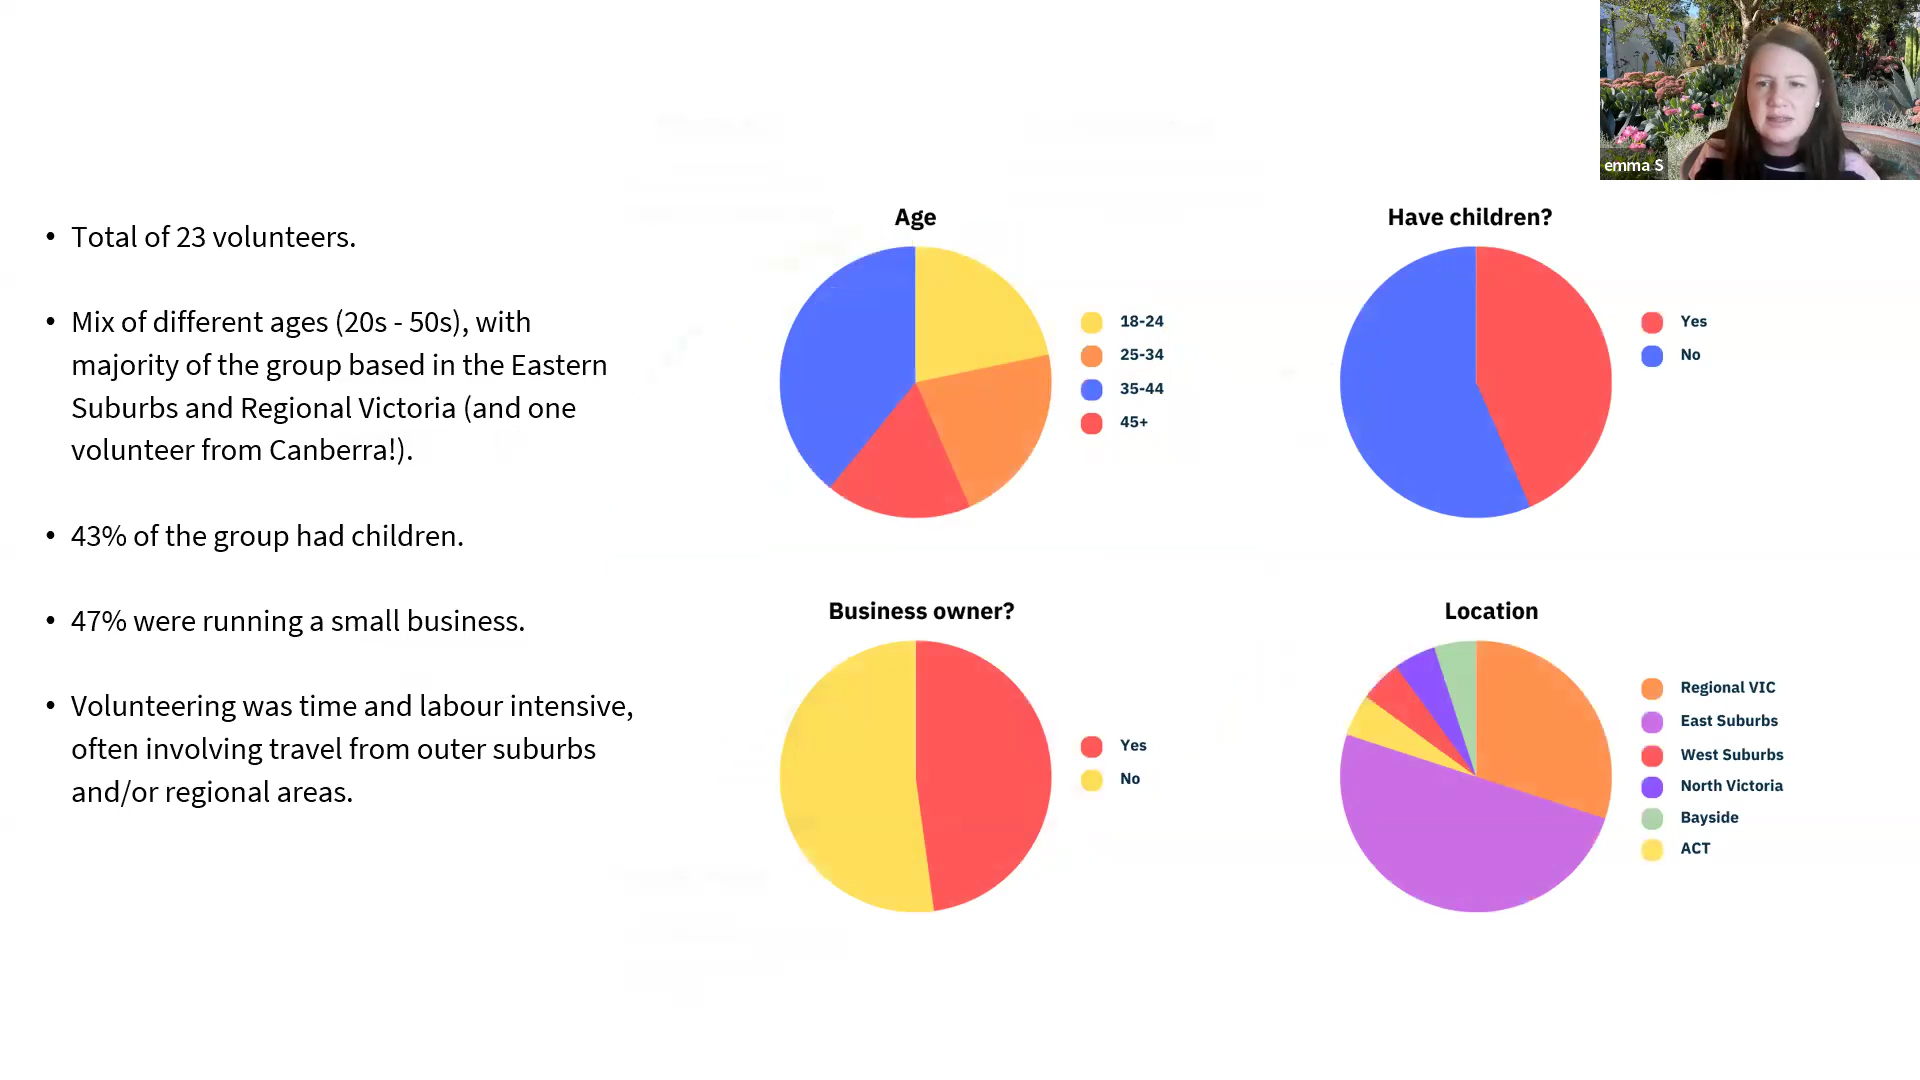 emma S
• Total of 23 volunteers.
• Mix of different ages (20s - 50s), with
majority of the group based in the Eastern
Suburbs and Regional Victoria (and one
volunteer from Canberra!).
• 43% of the group had children.
• 47% were running a small business.
• Volunteering was time and labour intensive,
often involving travel from outer suburbs
and/or regional areas.
Age
18-24
25-34
35-44
45+
Have children?
Yes
No
Business owner?
Yes
No
Location
Regional VIC
East Suburbs
West Suburbs
North Victoria
Bayside
ACT